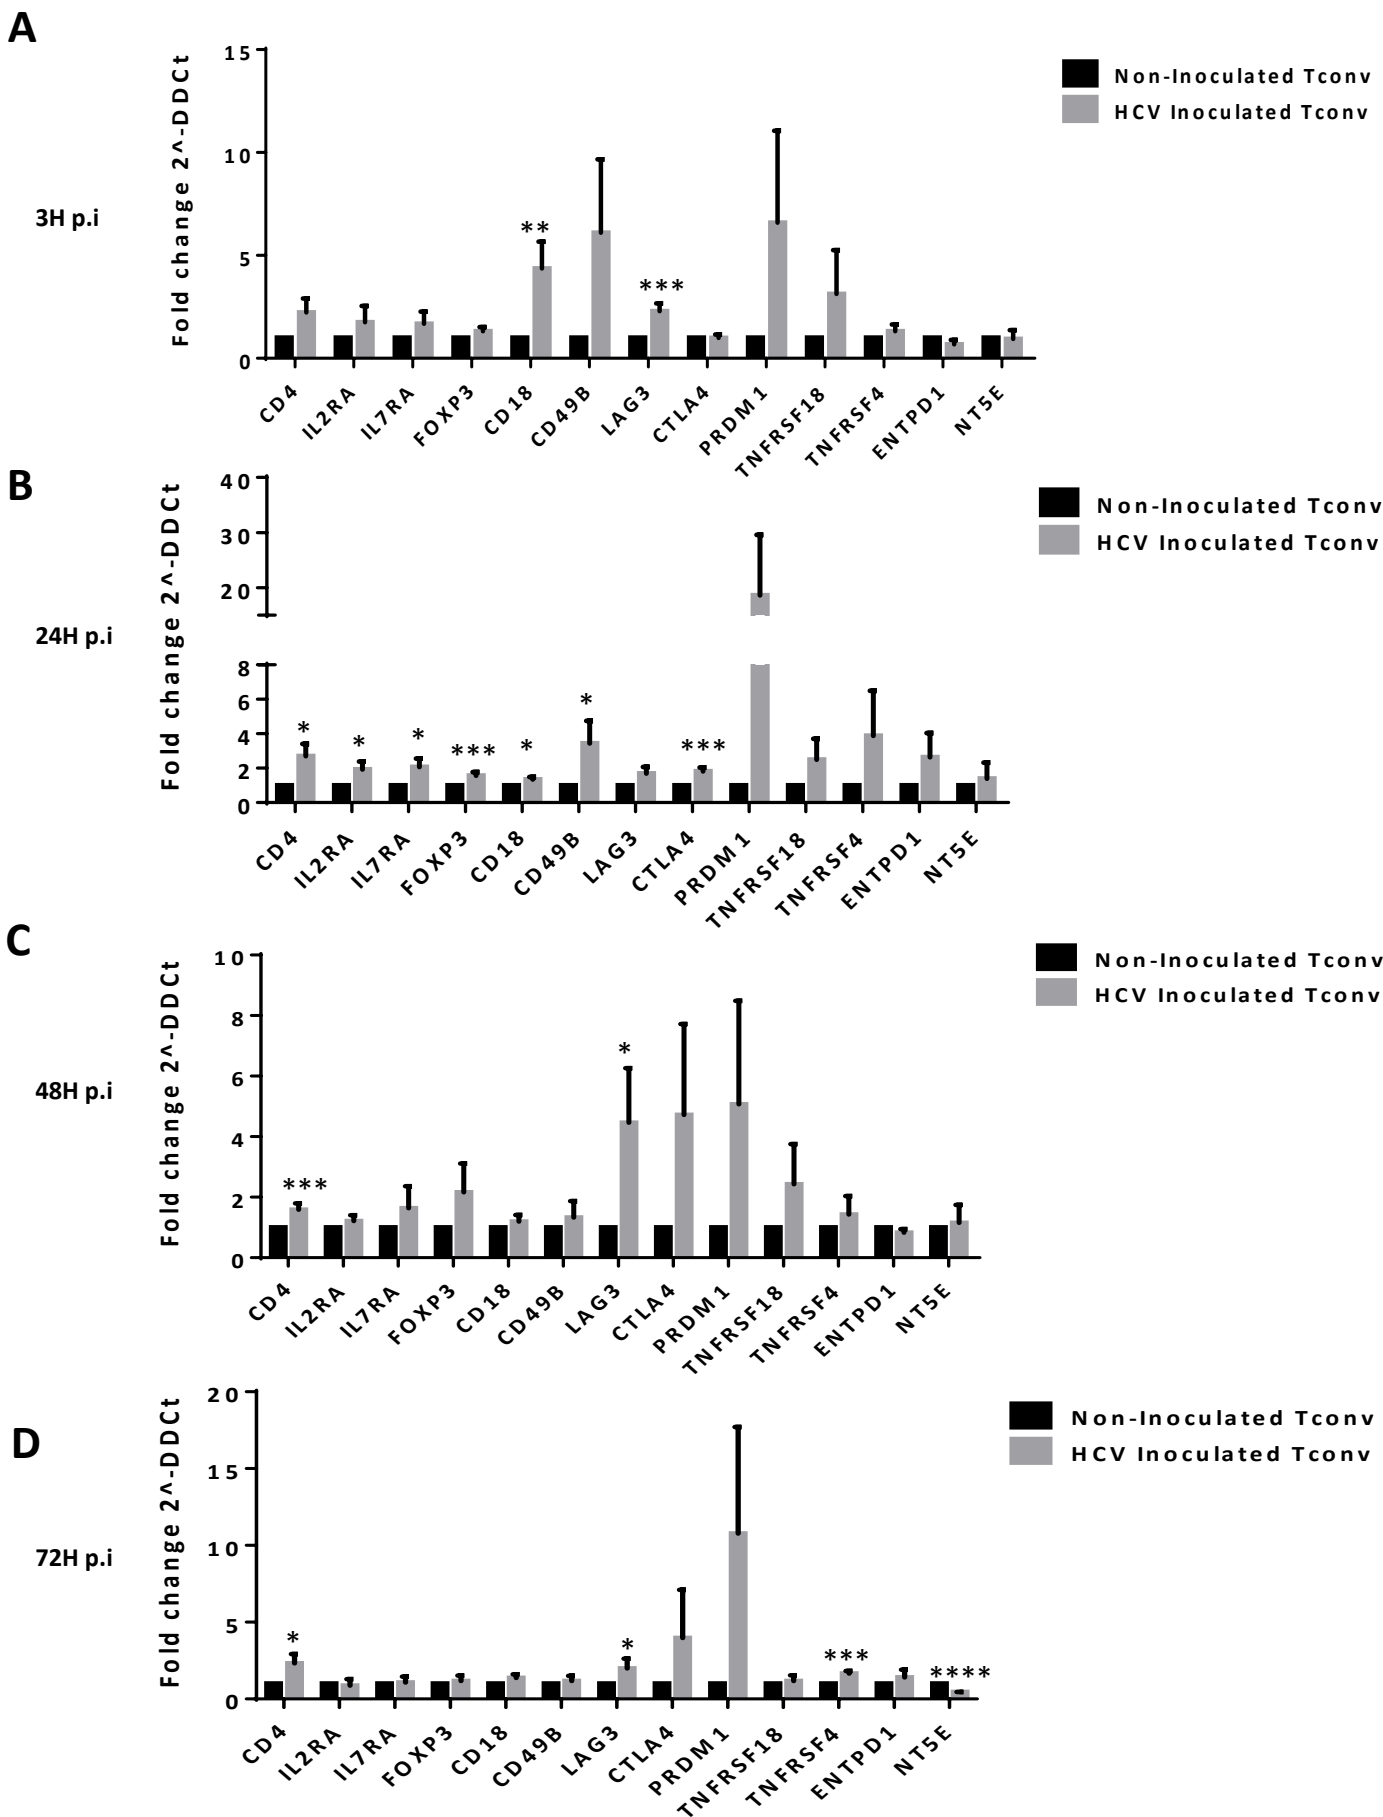 A
Fold change 2^-DDCt
15
10
5
0
3H p.i
Non-Inoculated Tconv
HCV Inoculated Tconv
**
***
CD4
IL2RA
IL7RA
FOXP3
CD18
CD49B
LAG3
CTLA4
PRDM1
TNFRSF18
TNFRSF4
ENTPD1
NT5E
B
Fold change 2^-DDCt
40
30
20
8
6
4
2
0
24H p.i
Non-Inoculated Tconv
HCV Inoculated Tconv
*
*
*
***
*
*
***
CD4
IL2RA
IL7RA
FOXP3
CD18
CD49B
LAG3
CTLA4
PRDM1
TNFRSF18
TNFRSF4
ENTPD1
NT5E
C
Fold change 2^-DDCt
10
8
6
4
2
0
48H p.i
Non-Inoculated Tconv
HCV Inoculated Tconv
***
*
CD4
IL2RA
IL7RA
FOXP3
CD18
CD49B
LAG3
CTLA4
PRDM1
TNFRSF18
TNFRSF4
ENTPD1
NT5E
D
Fold change 2^-DDCt
20
15
10
5
0
72H p.i
Non-Inoculated Tconv
HCV Inoculated Tconv
*
*
***
****
CD4
IL2RA
IL7RA
FOXP3
CD18
CD49B
LAG3
CTLA4
PRDM1
TNFRSF18
TNFRSF4
ENTPD1
NT5E